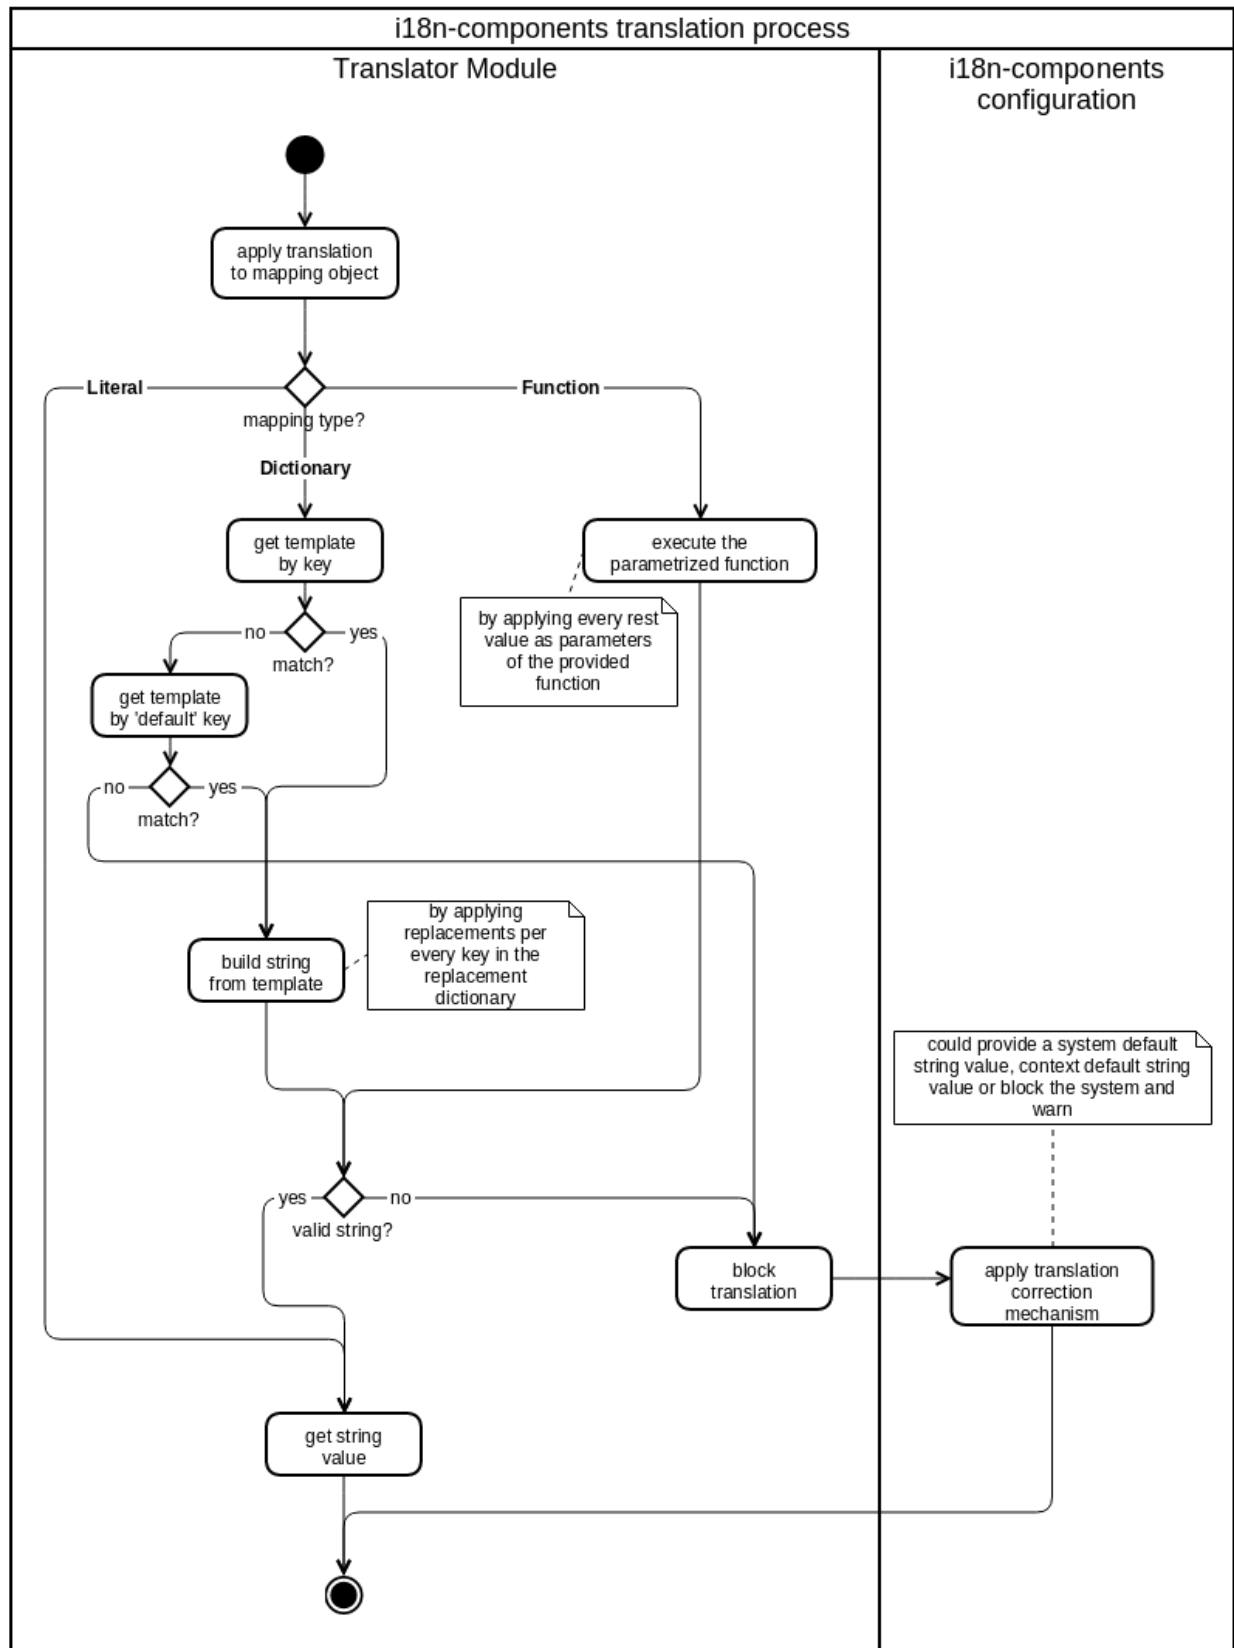 i18n-components translation process
Translator Module
i18n-components
configuration
apply translation
to mapping object
Literal
Function
mapping type?
Dictionary
get template
by key
execute the
parametrized function
by applying every rest
value as parameters
of the provided
function
no
yes
match?
get template
by 'default' key
no
yes
match?
by applying
replacements per
every key in the
replacement
dictionary
build string
from template
could provide a system default
string value, context default string
value or block the system and
warn
yes
no
valid string?
block
translation
apply translation
correction
mechanism
get string
value